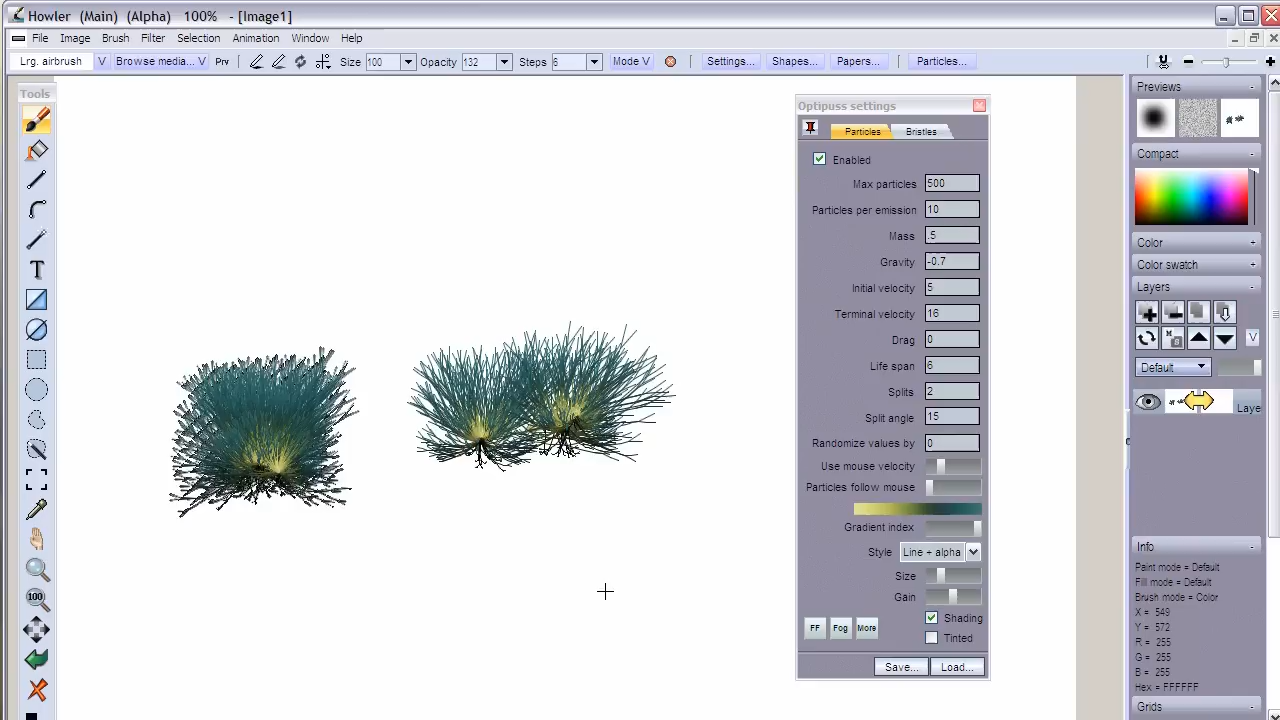 Howler (Main) (Alpha) 100% - [Image1]
File Image Brush Filter Selection Animation Window Help
Lrg. airbrush V Browse media... V Prv Size 100 Opacity 132 Steps 6 Mode V Settings... Shapes... Papers... Particles...
Tools
T
100
Optipuss settings
Particles Bristles
Enabled
Max particles 500
Particles per emission 10
Mass .5
Gravity -0.7
Initial velocity 5
Terminal velocity 16
Drag 0
Life span 6
Splits 2
Split angle 15
Randomize values by 0
Use mouse velocity
Particles follow mouse
Gradient index
Style Line + alpha
Size
Gain
Shading
FF Fog More
Tinted
Save... Load...
Previews -
Compact -
Color +
Color swatch +
Layers -
V
Default
Laye
Info -
Paint mode = Default
Fill mode = Default
Brush mode = Color
X = 549
Y = 572
R = 255
G = 255
B = 255
Hex = FFFFFF
Grids -